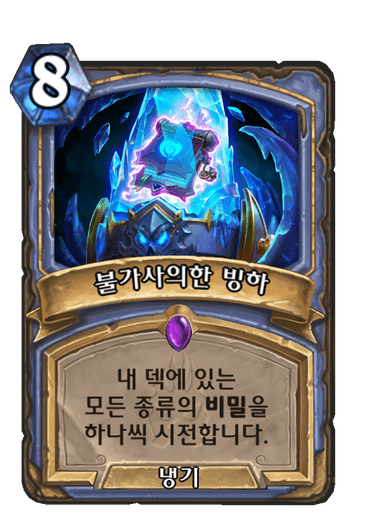 8
불가사의한 빙하
내 덱에 있는
모든 종류의 비밀을
하나씩 시전합니다.
냉기